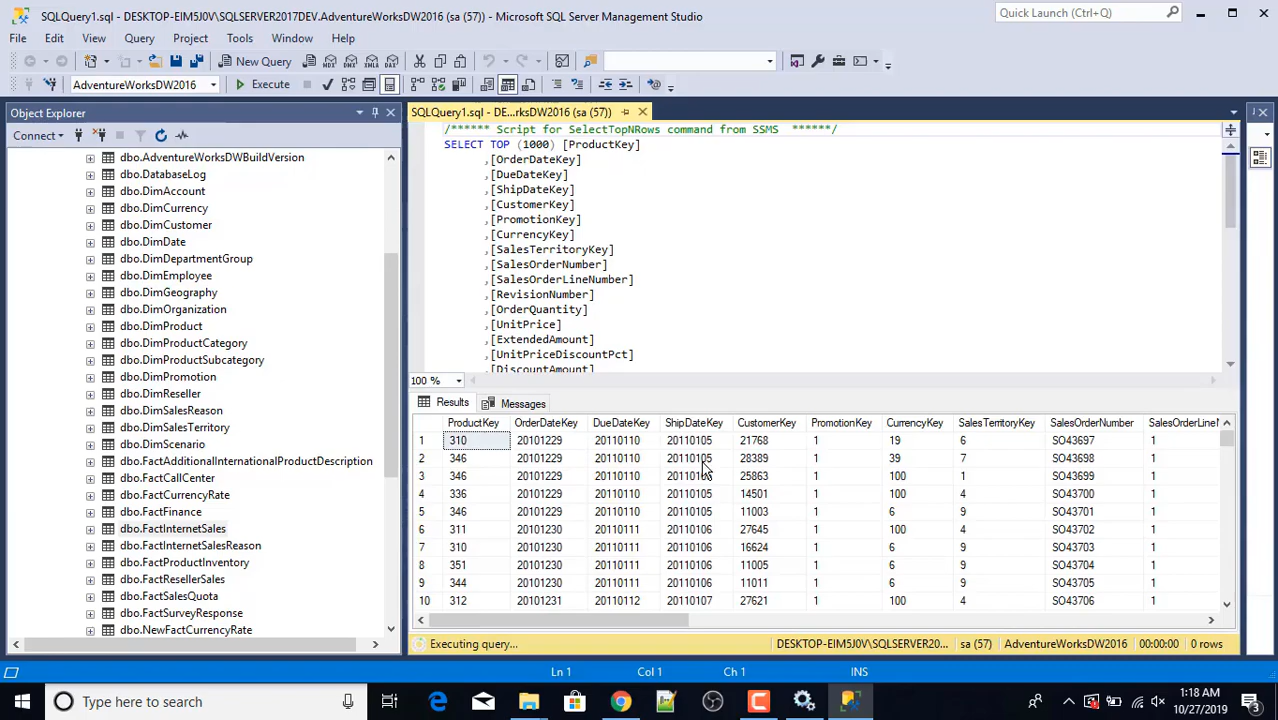 SQLQuery1.sql - DESKTOP-EIM5J0V\SQLSERVER2017DEV.AdventureWorksDW2016 (sa (57)) - Microsoft SQL Server Management Studio
Quick Launch (Ctrl+Q)
File Edit View Query Project Tools Window Help
New Query
AdventureWorksDW2016 Execute
Object Explorer
Connect
dbo.AdventureWorksDWBuildVersion
dbo.DatabaseLog
dbo.DimAccount
dbo.DimCurrency
dbo.DimCustomer
dbo.DimDate
dbo.DimDepartmentGroup
dbo.DimEmployee
dbo.DimGeography
dbo.DimOrganization
dbo.DimProduct
dbo.DimProductCategory
dbo.DimProductSubcategory
dbo.DimPromotion
dbo.DimReseller
dbo.DimSalesReason
dbo.DimSalesTerritory
dbo.DimScenario
dbo.FactAdditionalInternationalProductDescription
dbo.FactCallCenter
dbo.FactCurrencyRate
dbo.FactFinance
dbo.FactInternetSales
dbo.FactInternetSalesReason
dbo.FactProductInventory
dbo.FactResellerSales
dbo.FactSalesQuota
dbo.FactSurveyResponse
dbo.NewFactCurrencyRate
SQLQuery1.sql - DE...rksDW2016 (sa (57))
/****** Script for SelectTopNRows command from SSMS ******/
SELECT TOP (1000) [ProductKey]
,[OrderDateKey]
,[DueDateKey]
,[ShipDateKey]
,[CustomerKey]
,[PromotionKey]
,[CurrencyKey]
,[SalesTerritoryKey]
,[SalesOrderNumber]
,[SalesOrderLineNumber]
,[RevisionNumber]
,[OrderQuantity]
,[UnitPrice]
,[ExtendedAmount]
,[UnitPriceDiscountPct]
,[DiscountAmount]
100 %
Results Messages
ProductKey OrderDateKey DueDateKey ShipDateKey CustomerKey PromotionKey CurrencyKey SalesTerritoryKey SalesOrderNumber SalesOrderLineN
1 310 20101229 20110110 20110105 21768 1 19 6 SO43697 1
2 346 20101229 20110110 20110105 28389 1 39 7 SO43698 1
3 346 20101229 20110110 20110105 25863 1 100 1 SO43699 1
4 336 20101229 20110110 20110105 14501 1 100 4 SO43700 1
5 346 20101229 20110110 20110105 11003 1 6 9 SO43701 1
6 311 20101230 20110111 20110106 27645 1 100 4 SO43702 1
7 310 20101230 20110111 20110106 16624 1 6 9 SO43703 1
8 351 20101230 20110111 20110106 11005 1 6 9 SO43704 1
9 344 20101230 20110111 20110106 11011 1 6 9 SO43705 1
10 312 20101231 20110112 20110107 27621 1 100 4 SO43706 1
Executing query... DESKTOP-EIM5J0V\SQLSERVER20... sa (57) AdventureWorksDW2016 00:00:00 0 rows
Ln 1 Col 1 Ch 1 INS
Type here to search
1:18 AM
10/27/2019
3